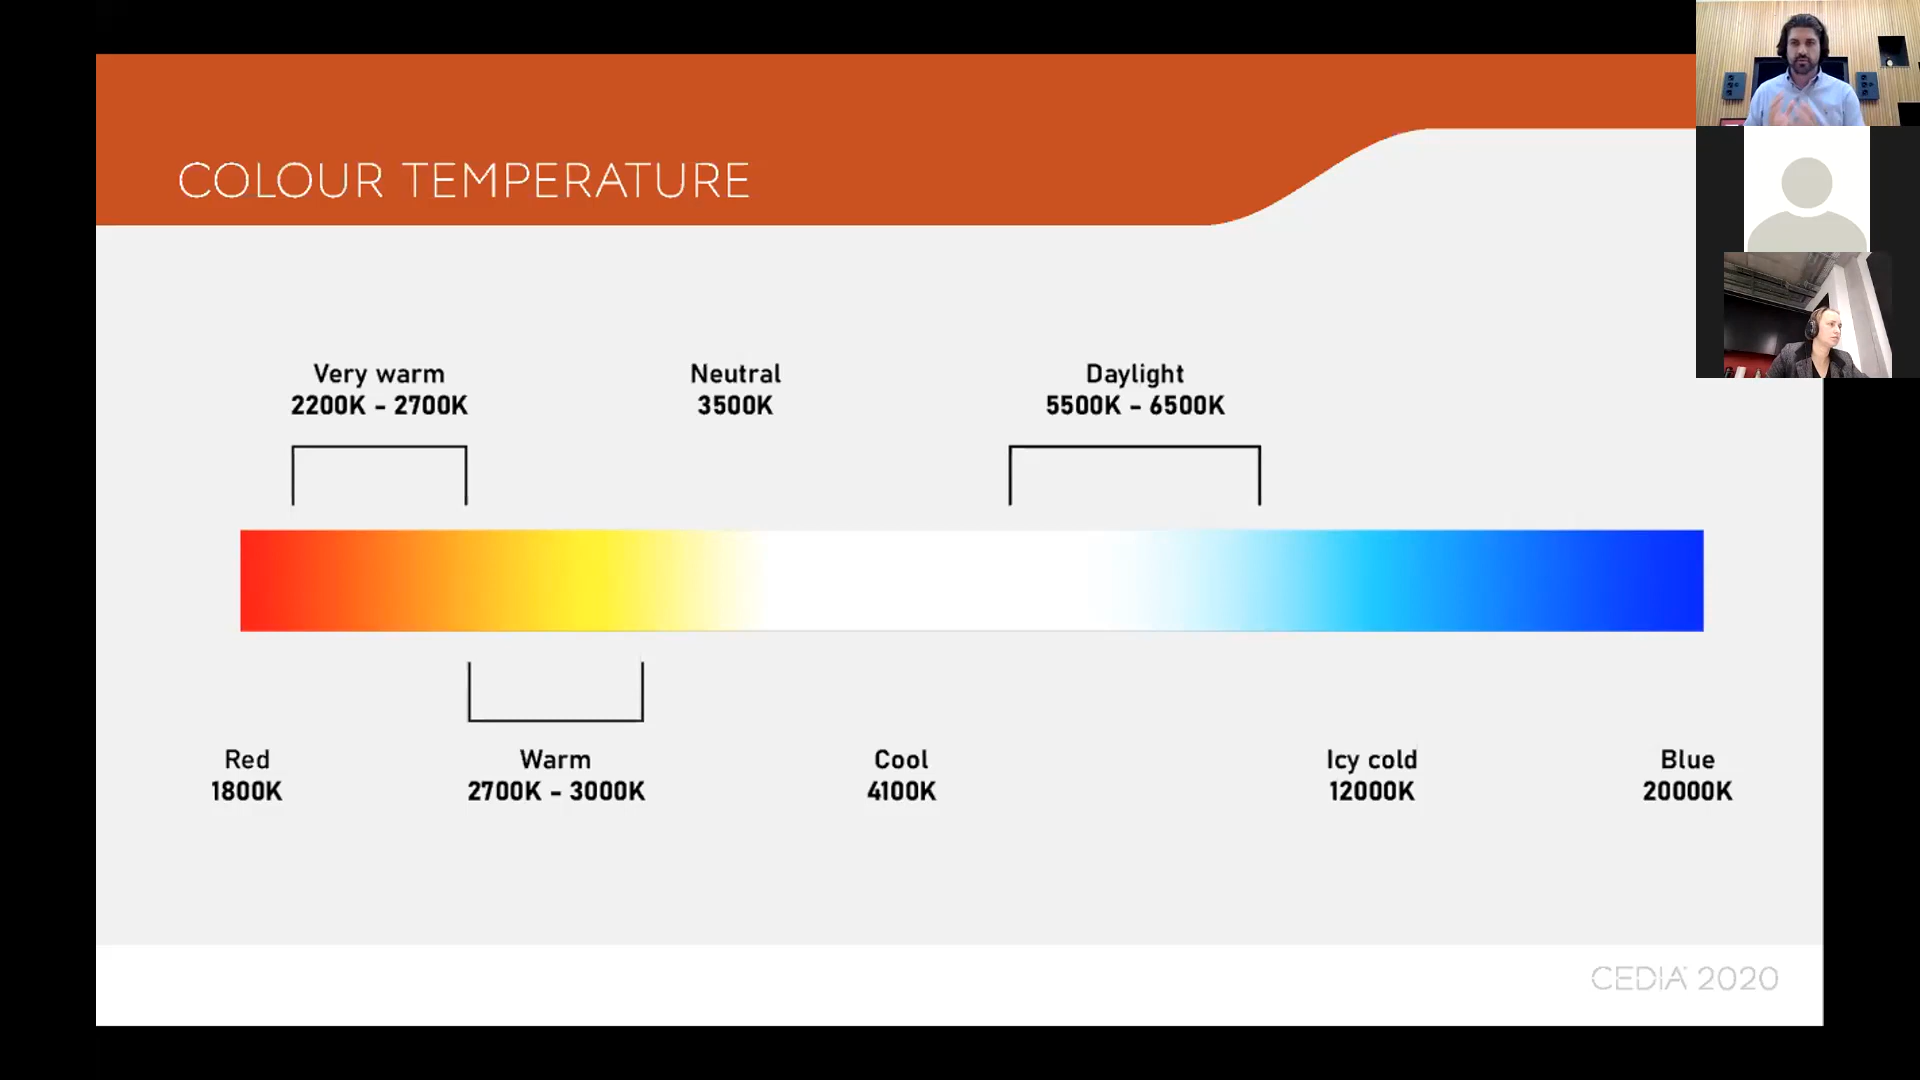 COLOUR TEMPERATURE
Very warm
2200K - 2700K
Neutral
3500K
Daylight
5500K - 6500K
Red
1800K
Warm
2700K - 3000K
Cool
4100K
Icy cold
12000K
Blue
20000K
CEDIA 2020